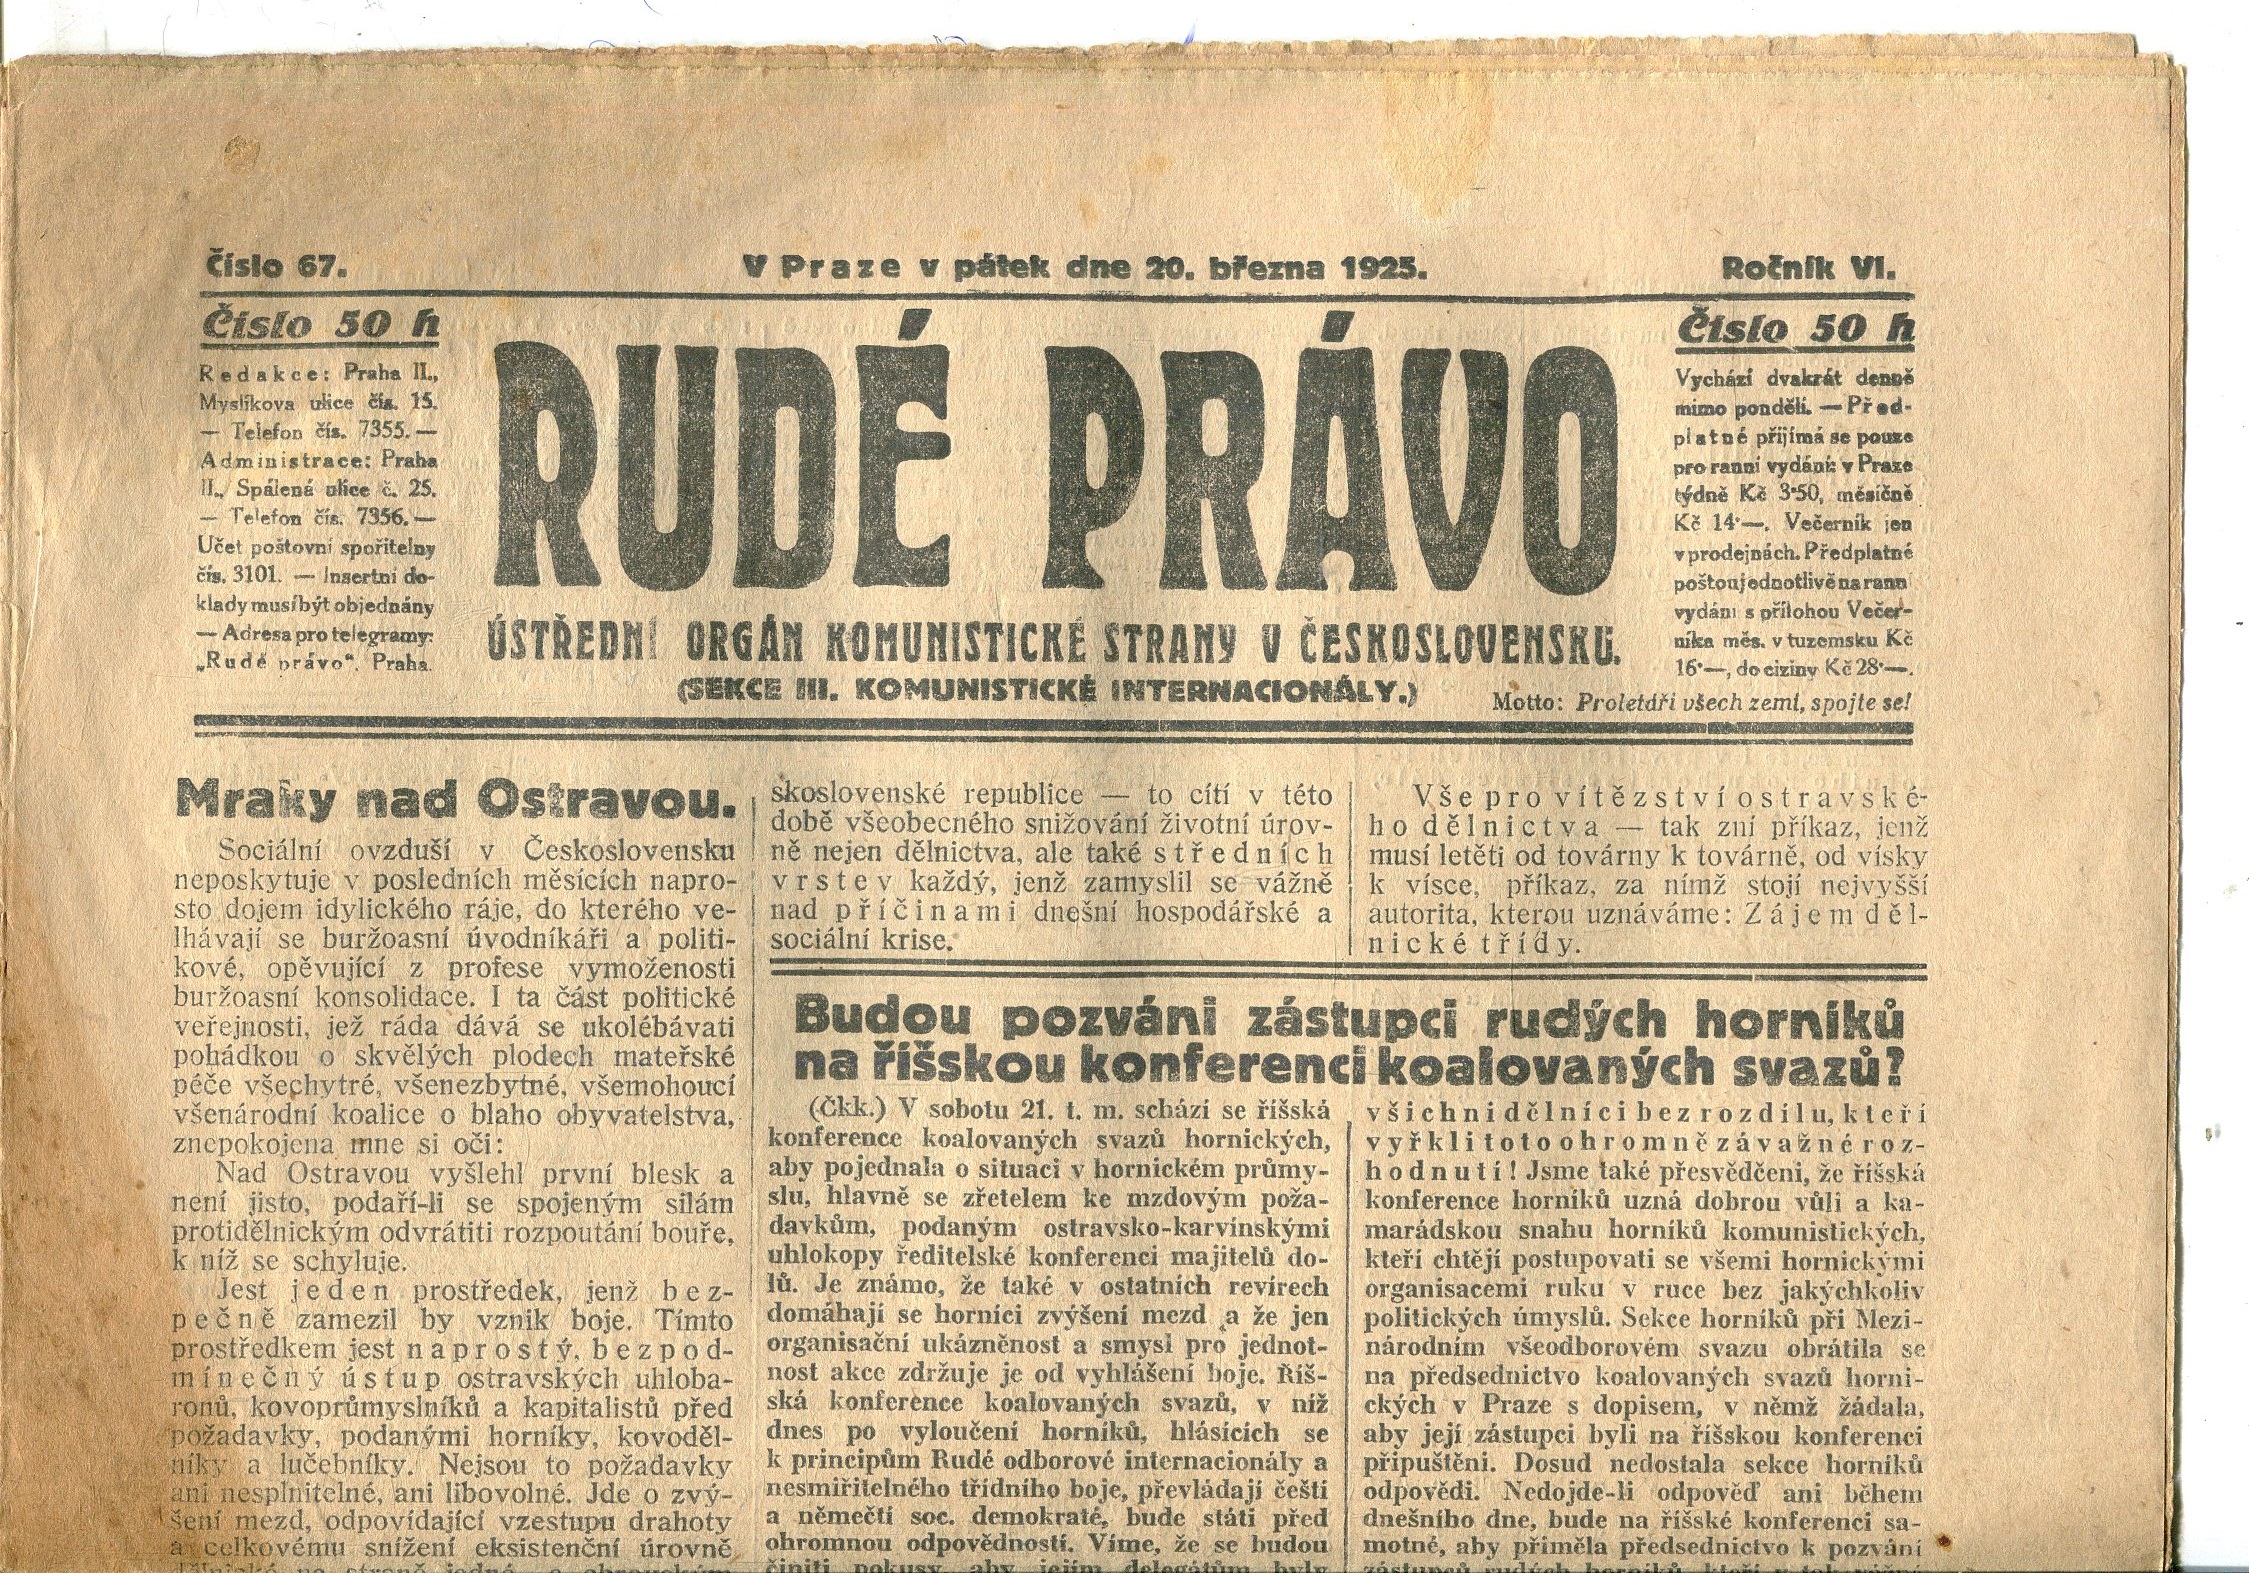 Číslo 67.
V Praze v pátek dne 20. března 1925.
Ročník VI.
Číslo 50 h
Redakce: Praha II.,
Myslíkova ulice čís. 15.
— Telefon čís. 7355. —
Administrace: Praha
II., Spálená ulice č. 25.
— Telefon čís. 7356. —
Účet poštovní spořitelny
čís. 3101. — Insertní do-
klady musí být objednány
— Adresa pro telegramy:
„Rudé právo“, Praha.
RUDÉ PRÁVO
ÚSTŘEDNÍ ORGÁN KOMUNISTICKÉ STRANY V ČESKOSLOVENSKU.
(SEKCE III. KOMUNISTICKÉ INTERNACIONÁLY.)
Číslo 50 h
Vychází dvakrát denně
mimo pondělí. — Před-
platné přijímá se pouze
pro ranní vydání: v Praze
týdně Kč 3·50, měsíčně
Kč 14·—. Večerník jen
v prodejnách. Předplatné
poštou jednotlivě na ranní
vydání s přílohou Večer-
níka měs. v tuzemsku Kč
16·—, do ciziny Kč 28·—.
Motto: Proletáři všech zemí, spojte se!
Mraky nad Ostravou.
Sociální ovzduší v Československu
neposkytuje v posledních měsících napro-
sto dojem idylického ráje, do kterého ve-
lhávají se buržoasní úvodníkáři a politi-
kové, opěvující z profese vymoženosti
buržoasní konsolidace. I ta část politické
veřejnosti, jež ráda dává se ukolébávati
pohádkou o skvělých plodech mateřské
péče všechytré, všenezbytné, všemohoucí
všenárodní koalice o blaho obyvatelstva,
znepokojena mne si oči:
Nad Ostravou vyšlehl první blesk a
není jisto, podaří-li se spojeným silám
protidělnickým odvrátiti rozpoutání bouře,
k níž se schyluje.
Jest jeden prostředek, jenž bez-
pečně zamezil by vznik boje. Tímto
prostředkem jest naprostý, bezpod-
mínečný ústup ostravských uhloba-
ronů, kovoprůmyslníků a kapitalistů před
požadavky, podanými horníky, kovoděl-
níky a lučebníky. Nejsou to požadavky
ani nesplnitelné, ani libovolné. Jde o zvý-
šení mezd, odpovídající vzestupu drahoty
a celkovému snížení eksistenční úrovně
dělnické na straně jedné, a obrovským
skoslovenské republice — to cítí v této
době všeobecného snižování životní úrov-
ně nejen dělnictva, ale také středních
vrstev každý, jenž zamyslil se vážně
nad příčinami dnešní hospodářské a
sociální krise.
Vše pro vítězství ostravské-
ho dělnictva — tak zní příkaz, jenž
musí letěti od továrny k továrně, od vísky
k vísce, příkaz, za nímž stojí nejvyšší
autorita, kterou uznáváme: Zájem děl-
nické třídy.
Budou pozváni zástupci rudých horníků
na říšskou konferenci koalovaných svazů?
(Čkk.) V sobotu 21. t. m. schází se říšská
konference koalovaných svazů hornických,
aby pojednala o situaci v hornickém průmy-
slu, hlavně se zřetelem ke mzdovým poža-
davkům, podaným ostravsko-karvinskými
uhlokopy ředitelské konferenci majitelů do-
lů. Je známo, že také v ostatních revírech
domáhají se horníci zvýšení mezd a že jen
organisační ukázněnost a smysl pro jednot-
nost akce zdržuje je od vyhlášení boje. Říš-
ská konference koalovaných svazů, v níž
dnes po vyloučení horníků, hlásících se
k principům Rudé odborové internacionály a
nesmiřitelného třídního boje, převládají čeští
a němečtí soc. demokraté, bude státi před
ohromnou odpovědností. Víme, že se budou
činiti pokusy, aby jejím delegátům byly
všichni dělníci bez rozdílu, kteří
vyřkli toto ohromně závažné roz-
hodnutí! Jsme také přesvědčeni, že říšská
konference horníků uzná dobrou vůli a ka-
marádskou snahu horníků komunistických,
kteří chtějí postupovati se všemi hornickými
organisacemi ruku v ruce bez jakýchkoliv
politických úmyslů. Sekce horníků při Mezi-
národním všeodborovém svazu obrátila se
na předsednictvo koalovaných svazů horni-
ckých v Praze s dopisem, v němž žádala,
aby její zástupci byli na říšskou konferenci
připuštěni. Dosud nedostala sekce horníků
odpovědi. Nedojde-li odpověď ani během
dnešního dne, bude na říšské konferenci sa-
motné, aby přiměla předsednictvo k pozvání
zástupců rudých horníků, kteří v tak vážné